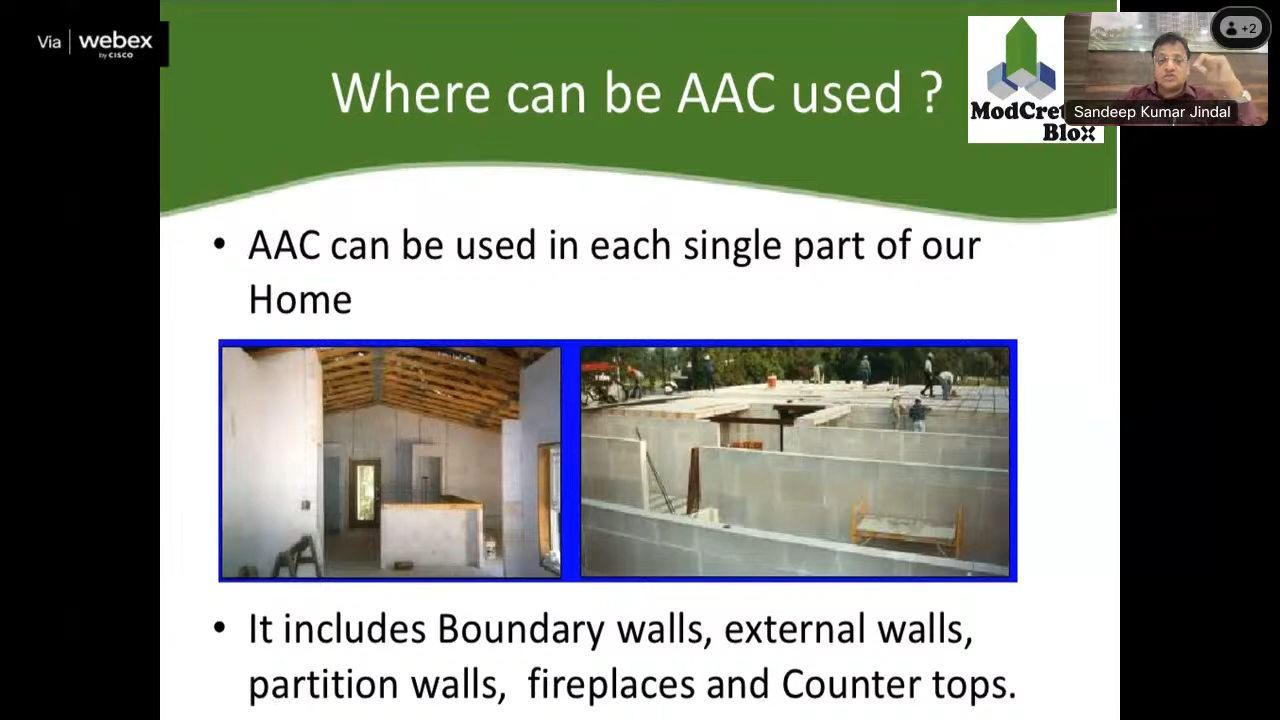 Via webex
by CISCO
+2
Where can be AAC used ?
ModCret
Blox
Sandeep Kumar Jindal
• AAC can be used in each single part of our
Home
• It includes Boundary walls, external walls,
partition walls, fireplaces and Counter tops.